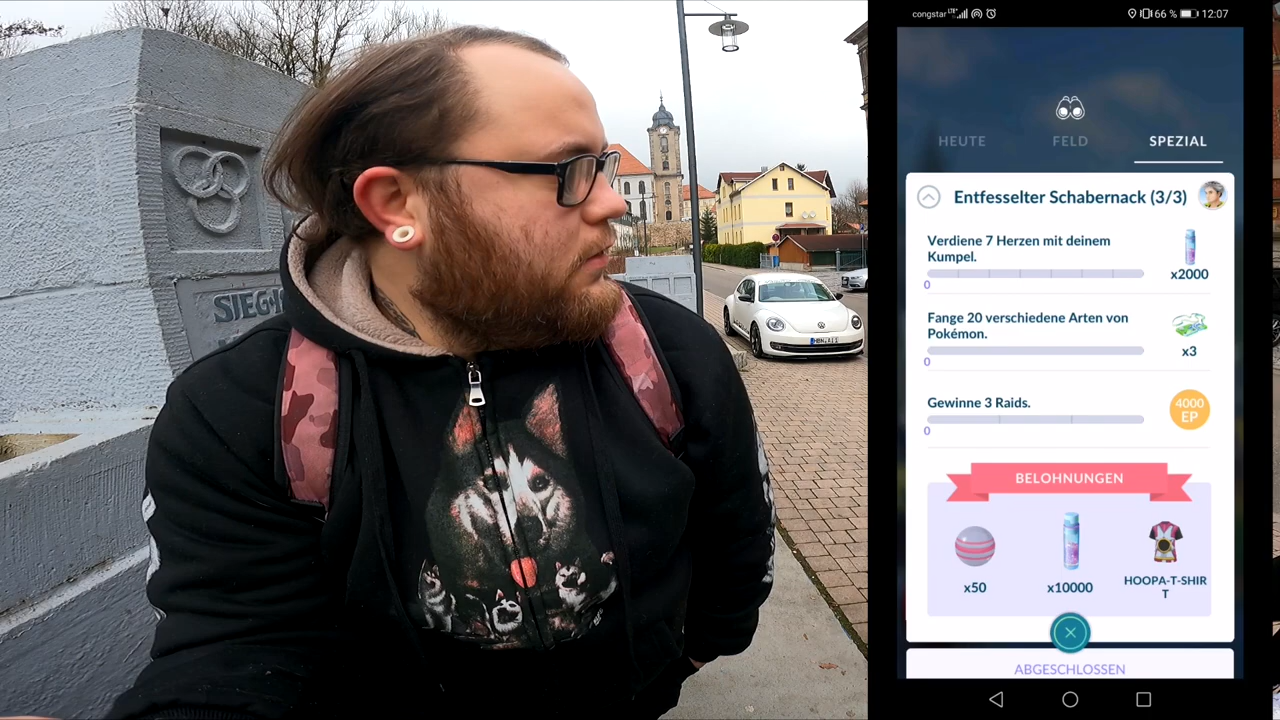 SIEG
congstar
66 %
12:07
HEUTE
FELD
SPEZIAL
Entfesselter Schabernack (3/3)
Verdiene 7 Herzen mit deinem
Kumpel.
0
x2000
Fange 20 verschiedene Arten von
Pokémon.
0
x3
Gewinne 3 Raids.
0
4000
EP
BELOHNUNGEN
x50
x10000
HOOPA-T-SHIR
T
ABGESCHLOSSEN